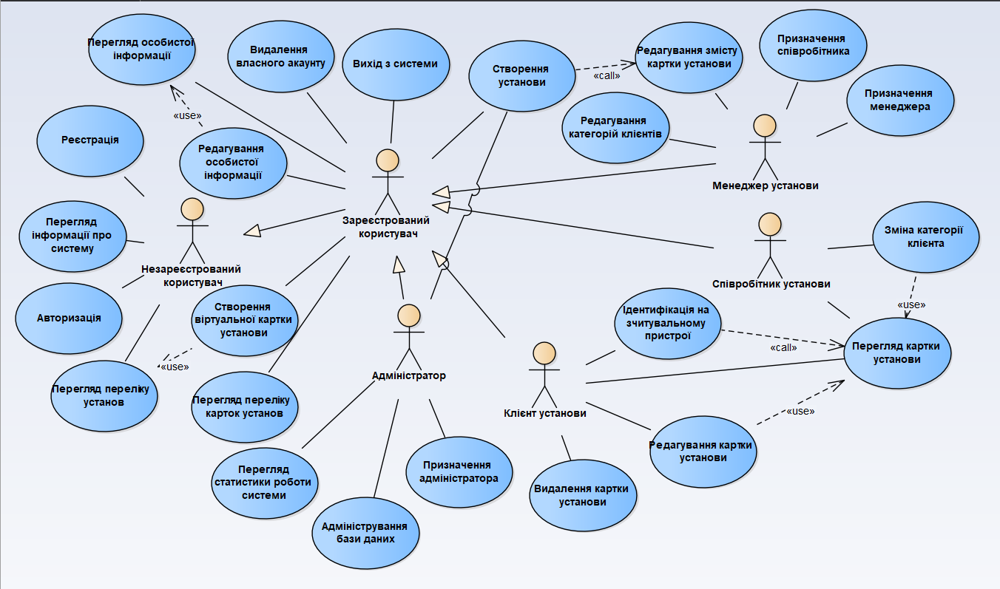 Перегляд особистої
інформації
Видалення
власного акаунту
Вихід з системи
Створення
установи
«call»
Редагування змісту
картки установи
Призначення
співробітника
Призначення
менеджера
Редагування
категорій клієнтів
Менеджер установи
«use»
Реєстрація
Редагування
особистої
інформації
Зареєстрований
користувач
Перегляд
інформації про
систему
Незареєстрований
користувач
Авторизація
Створення
віртуальної картки
установи
«use»
Перегляд переліку
установ
Перегляд переліку
карток установ
Адміністратор
Співробітник установи
Зміна категорії
клієнта
«use»
Ідентифікація на
зчитувальному
пристрої
«call»
Перегляд картки
установи
Клієнт установи
«use»
Редагування картки
установи
Видалення картки
установи
Призначення
адміністратора
Перегляд
статистики роботи
системи
Адміністрування
бази даних